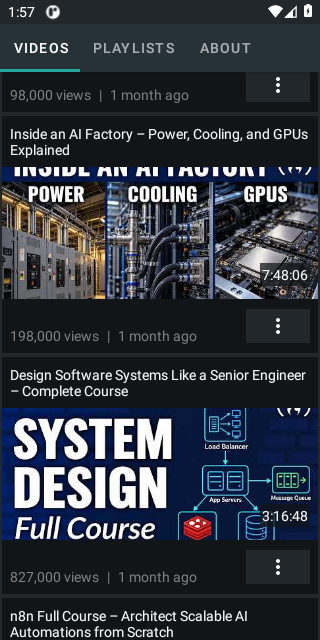 1:57
VIDEOS PLAYLISTS ABOUT
98,000 views | 1 month ago
Inside an AI Factory – Power, Cooling, and GPUs
Explained
INSIDE AN AI FACTORY
POWER COOLING GPUS
7:48:06
198,000 views | 1 month ago
Design Software Systems Like a Senior Engineer
– Complete Course
SYSTEM
DESIGN
Full Course
Load Balancer
App Servers
Message Queue
3:16:48
827,000 views | 1 month ago
n8n Full Course – Architect Scalable AI
Automations from Scratch